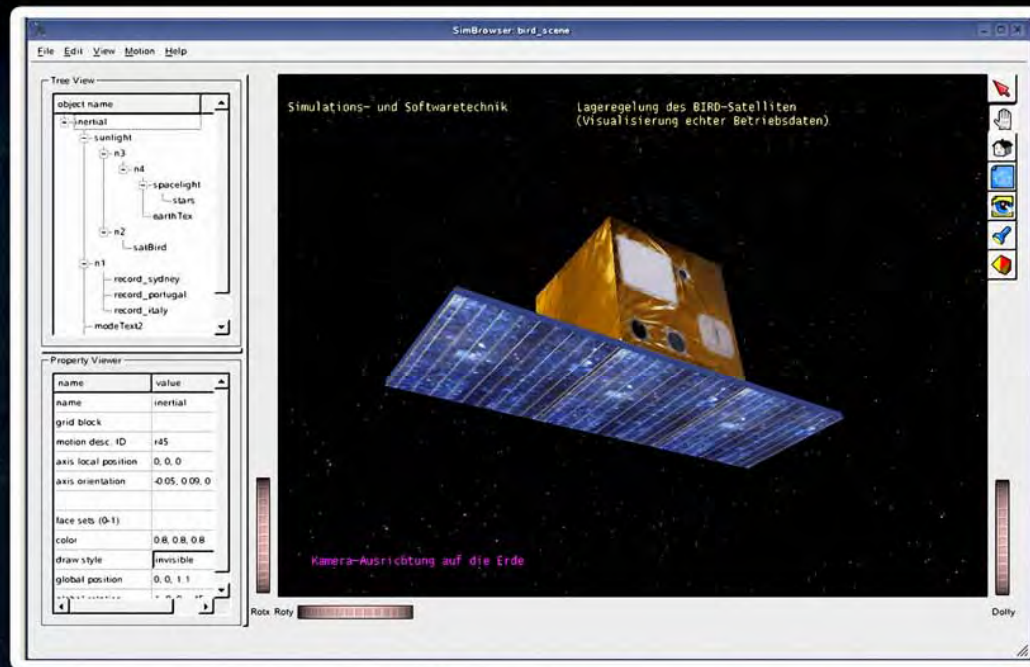 SimBrowser: bird_scene
File Edit View Motion Help
Tree View
object name
inertial
sunlight
n3
n4
spacelight
stars
earthTex
n2
satBird
n1
record_sydney
record_portugal
record_italy
modeText2
Property Viewer
name value
name inertial
grid block
motion desc. ID r45
axis local position 0, 0, 0
axis orientation -0.05, 0.09, 0
face sets (0-1)
color 0.8, 0.8, 0.8
draw style invisible
global position 0, 0, 1.1
Simulations- und Softwaretechnik
Lageregelung des BIRD-Satelliten
(Visualisierung echter Betriebsdaten)
Kamera-Ausrichtung auf die Erde
Rotx Roty
Dolly